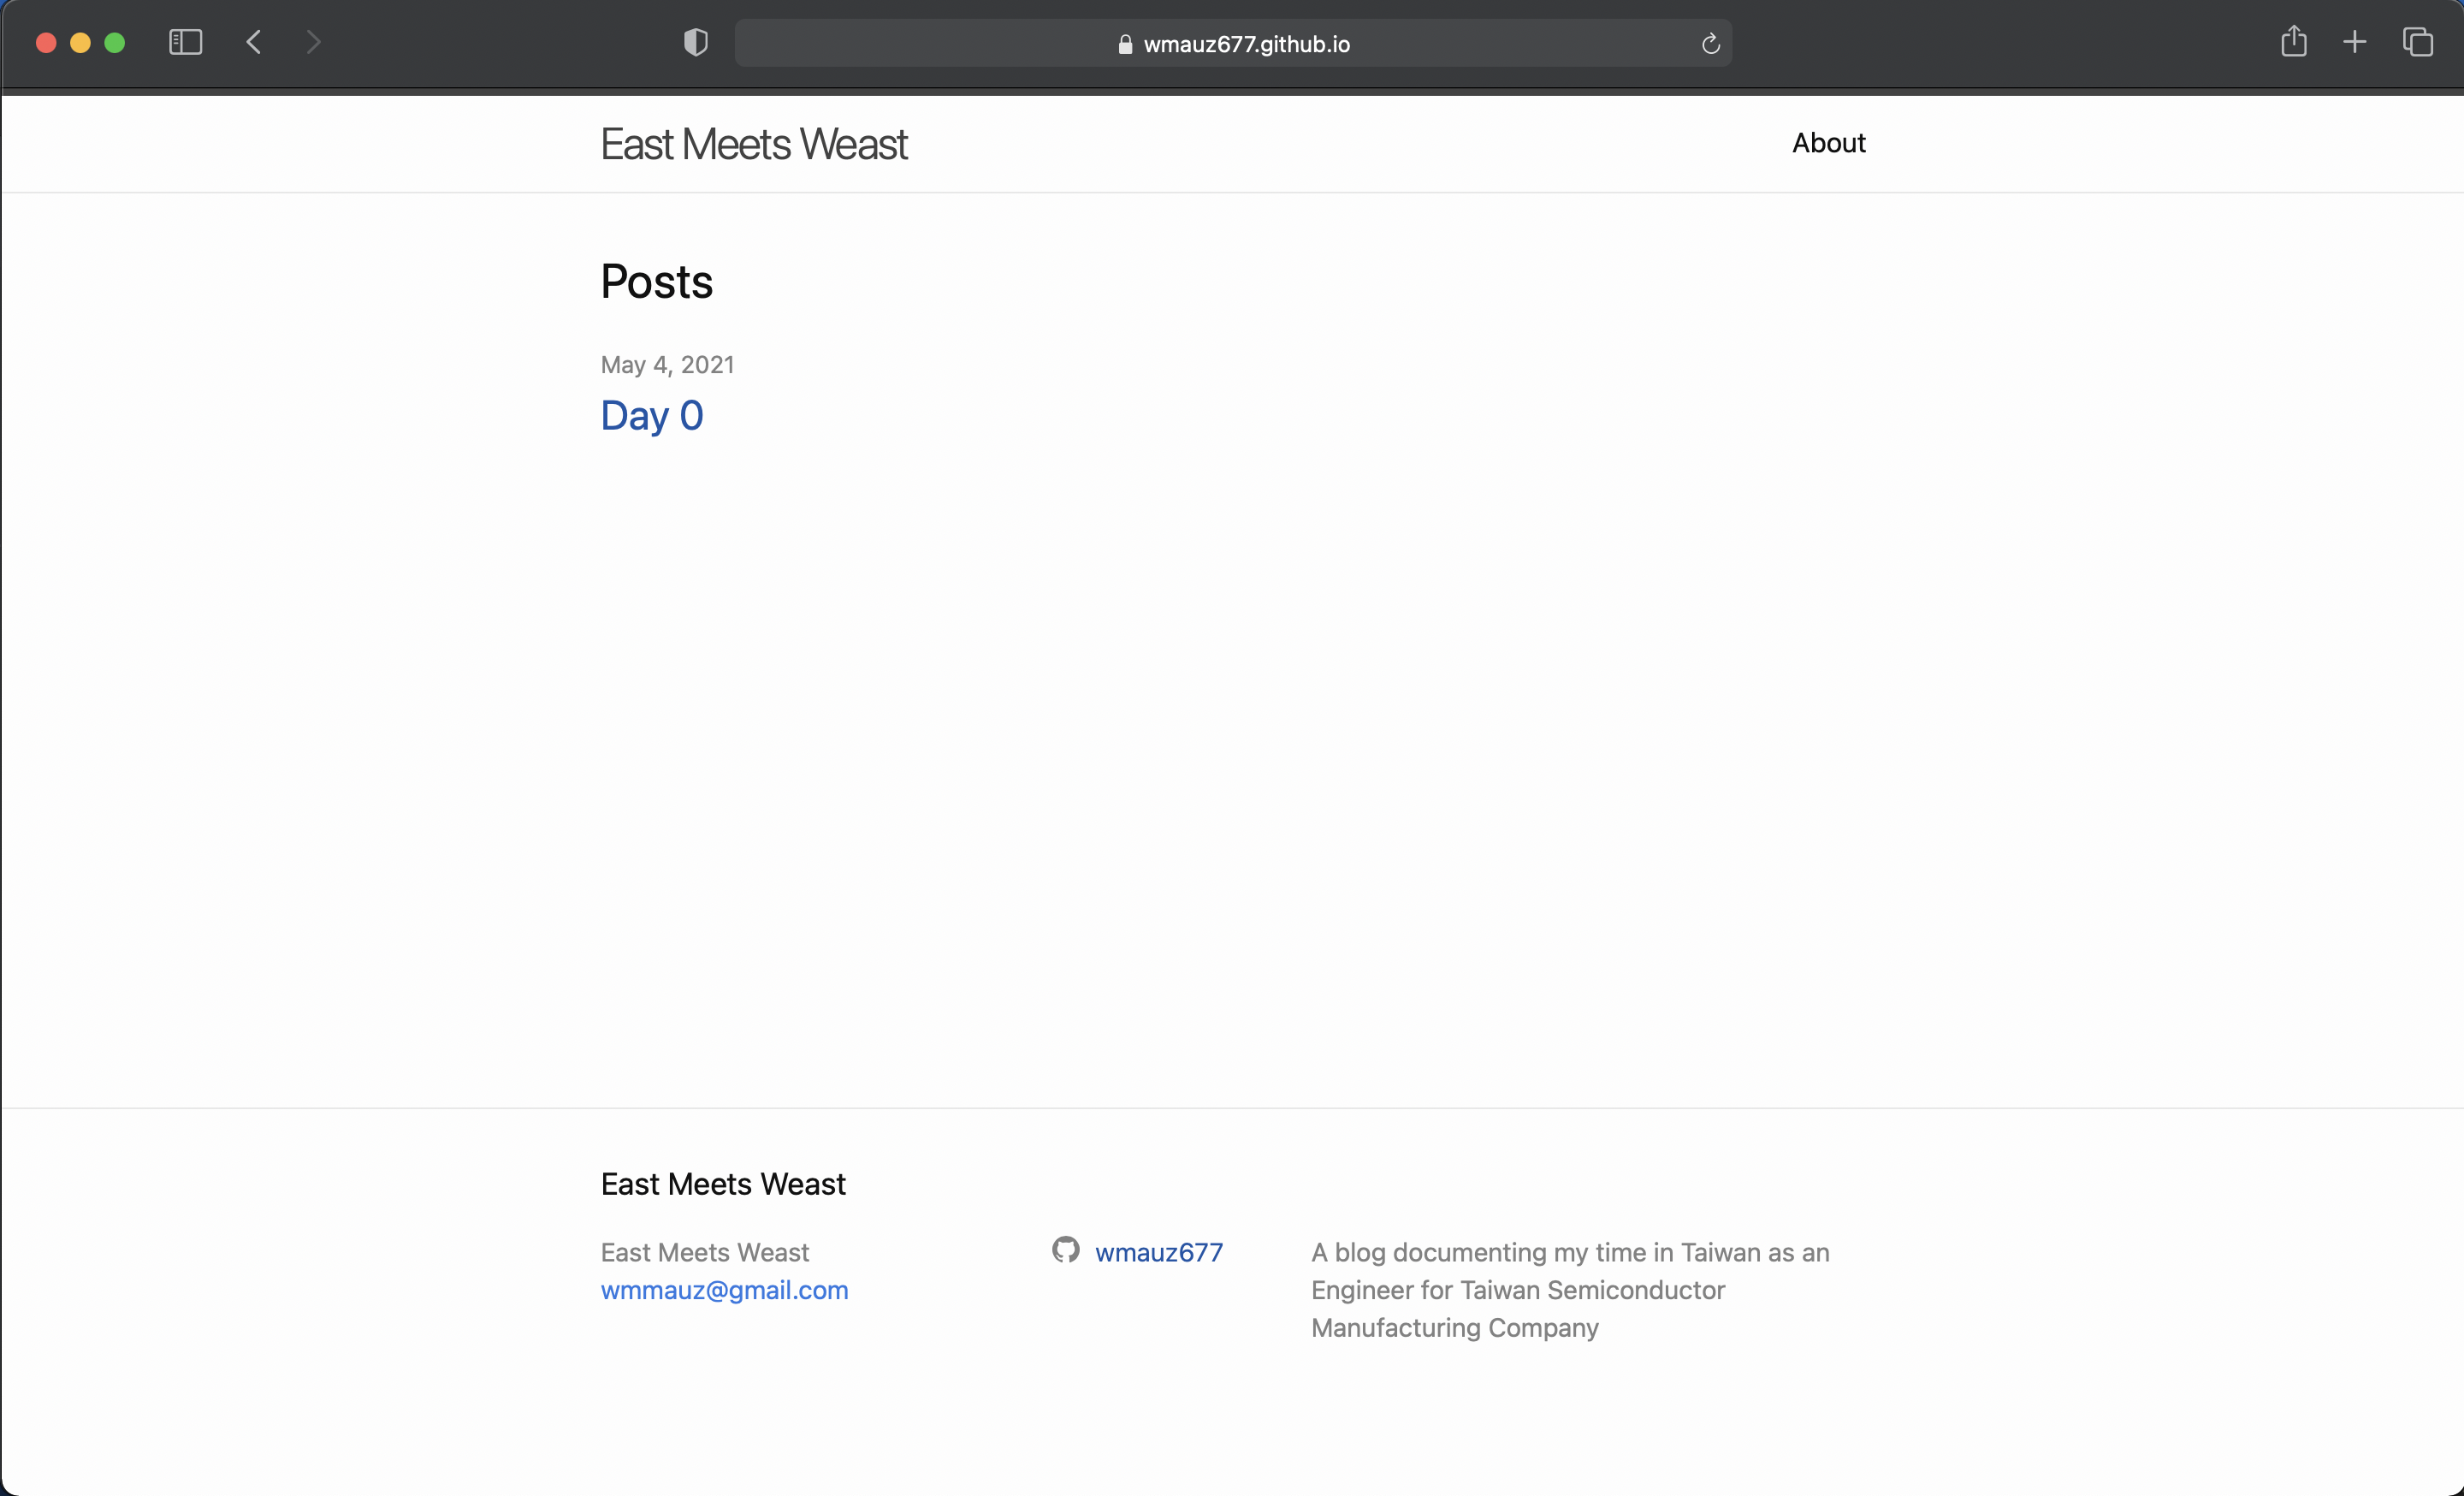 wmauz677.github.io
East Meets Weast
About
Posts
May 4, 2021
Day 0
East Meets Weast
East Meets Weast
wmmauz@gmail.com
wmauz677
A blog documenting my time in Taiwan as an
Engineer for Taiwan Semiconductor
Manufacturing Company